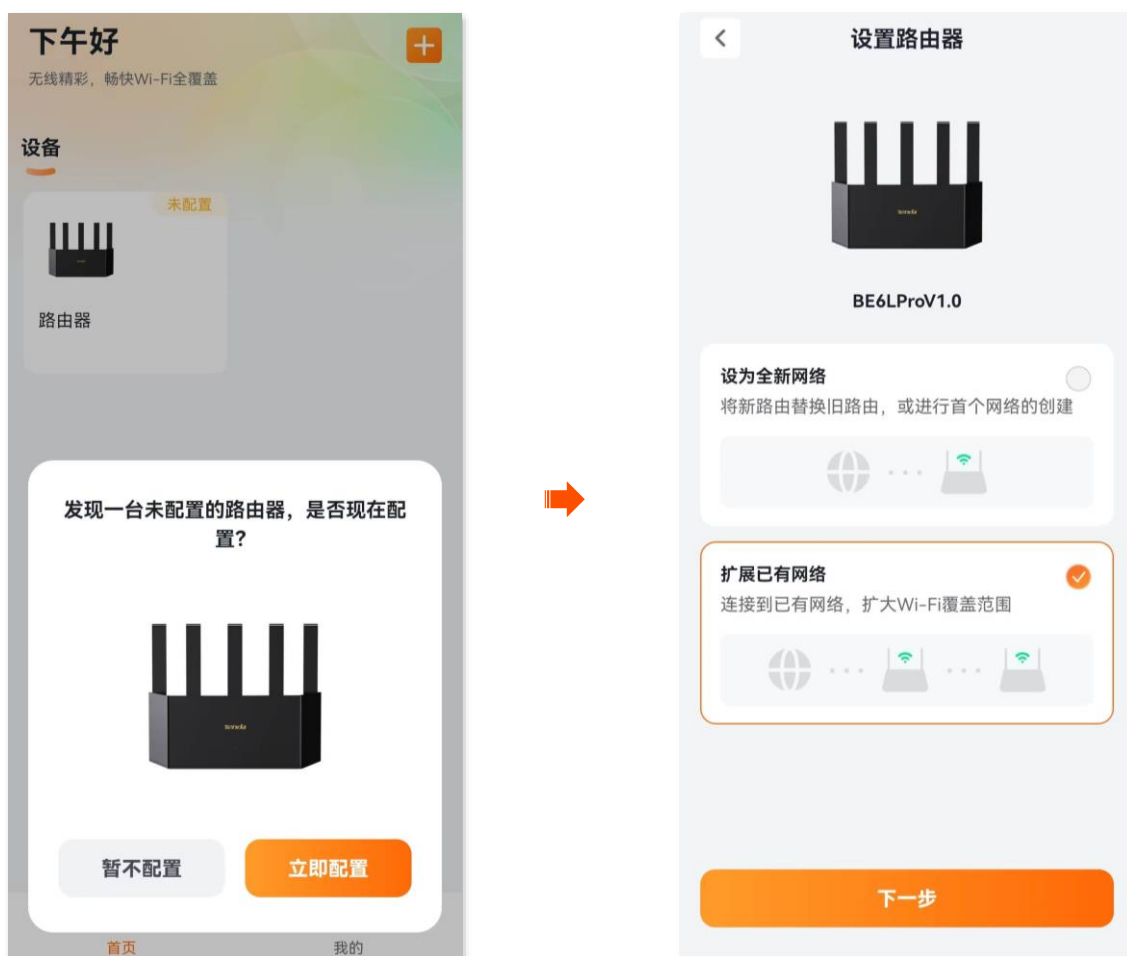 下午好
无线精彩，畅快Wi-Fi全覆盖
设备
未配置
路由器
发现一台未配置的路由器，是否现在配
置？
Tenda
暂不配置
立即配置
首页
我的
设置路由器
Tenda
BE6LProV1.0
设为全新网络
将新路由替换旧路由，或进行首个网络的创建
扩展已有网络
连接到已有网络，扩大Wi-Fi覆盖范围
下一步